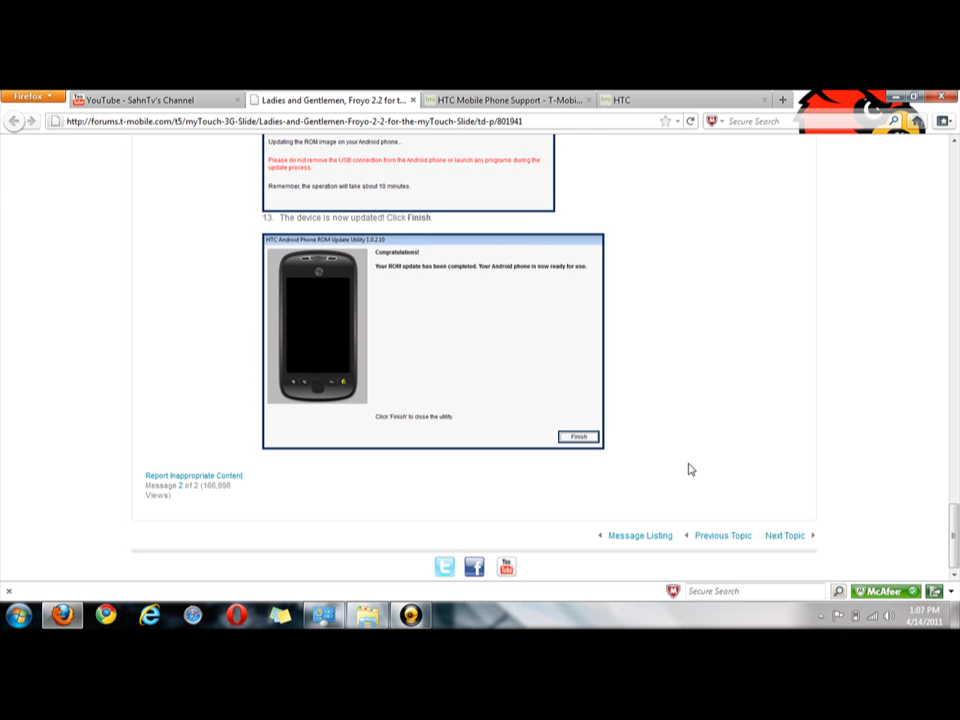 Firefox
YouTube - SahnTv's Channel
Ladies and Gentlemen, Froyo 2.2 for t...
HTC Mobile Phone Support - T-Mobi...
HTC
http://forums.t-mobile.com/t5/myTouch-3G-Slide/Ladies-and-Gentlemen-Froyo-2-2-for-the-myTouch-Slide/td-p/801941
Secure Search
Updating the ROM image on your Android phone...
Please do not remove the USB connection from the Android phone or launch any programs during the
update process.
Remember, the operation will take about 10 minutes.
13. The device is now updated! Click Finish.
HTC Android Phone ROM Update Utility 1.0.2.10
Congratulations!
Your ROM update has been completed. Your Android phone is now ready for use.
Click 'Finish' to close the utility.
Finish
Report Inappropriate Content
Message 2 of 2 (166,898
Views)
Message Listing
Previous Topic
Next Topic
You
Tube
Secure Search
McAfee
1:07 PM
4/14/2011